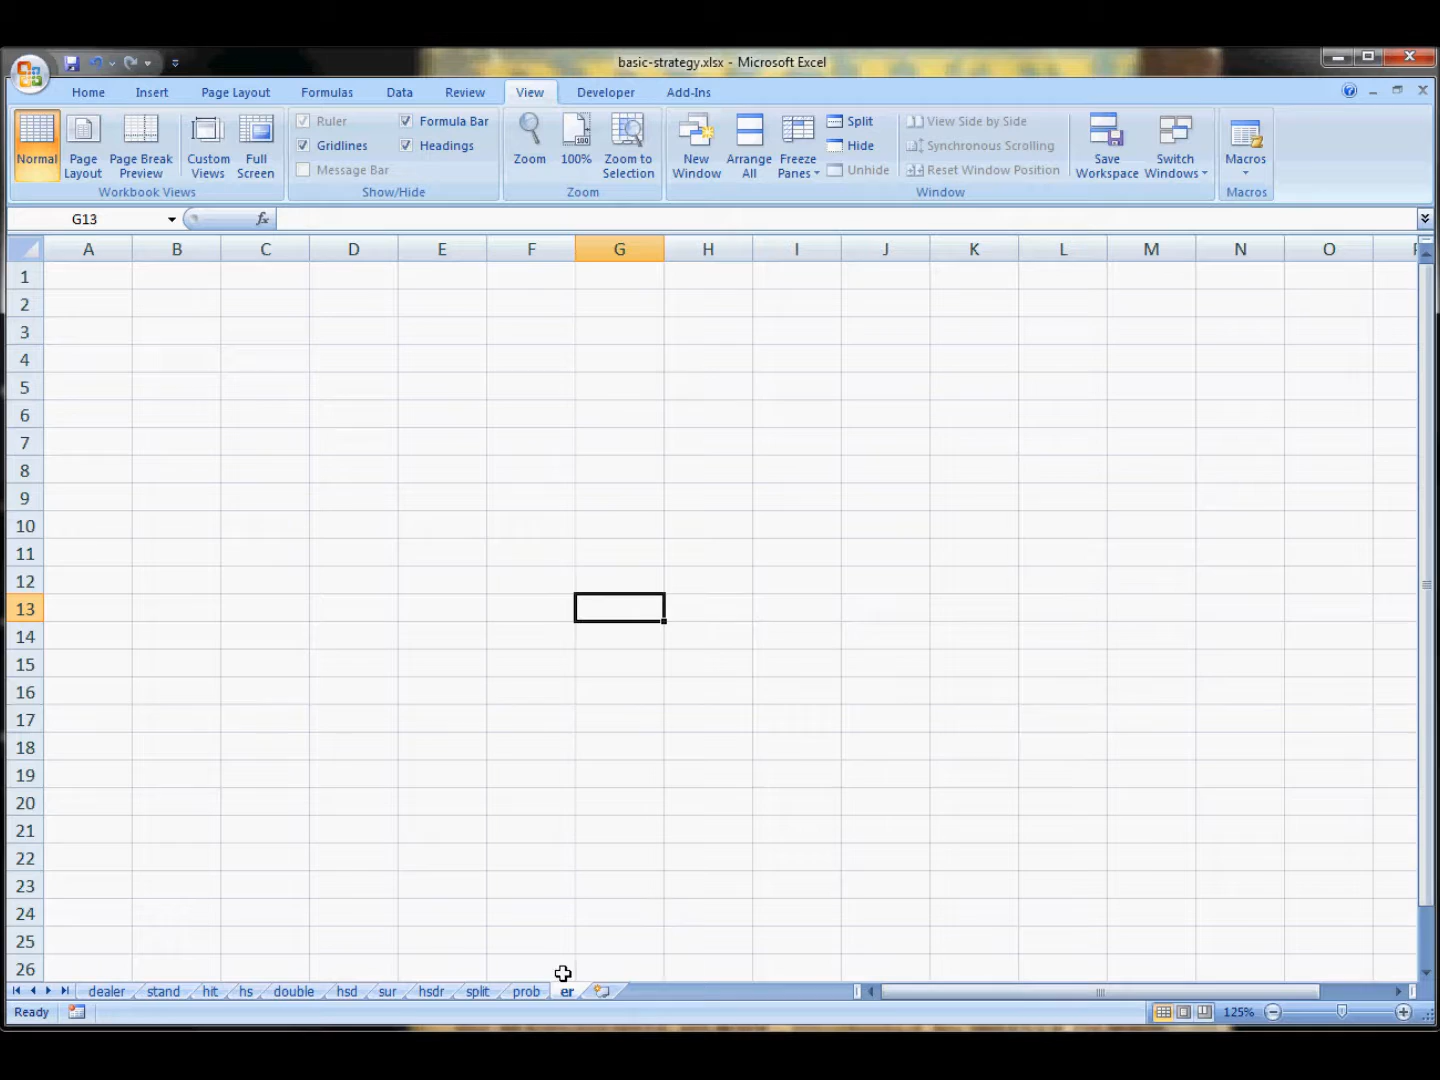 basic-strategy.xlsx - Microsoft Excel
Home Insert Page Layout Formulas Data Review View Developer Add-Ins
Normal
Page Layout
Page Break Preview
Custom Views
Full Screen
Workbook Views
Ruler
Formula Bar
Gridlines
Headings
Message Bar
Show/Hide
Zoom
100%
Zoom to Selection
Zoom
New Window
Arrange All
Freeze Panes
Split
Hide
Unhide
View Side by Side
Synchronous Scrolling
Reset Window Position
Save Workspace
Switch Windows
Window
Macros
Macros
G13
fx
A B C D E F G H I J K L M N O
1
2
3
4
5
6
7
8
9
10
11
12
13
14
15
16
17
18
19
20
21
22
23
24
25
26
dealer stand hit hs double hsd sur hsdr split prob er
Ready 125%